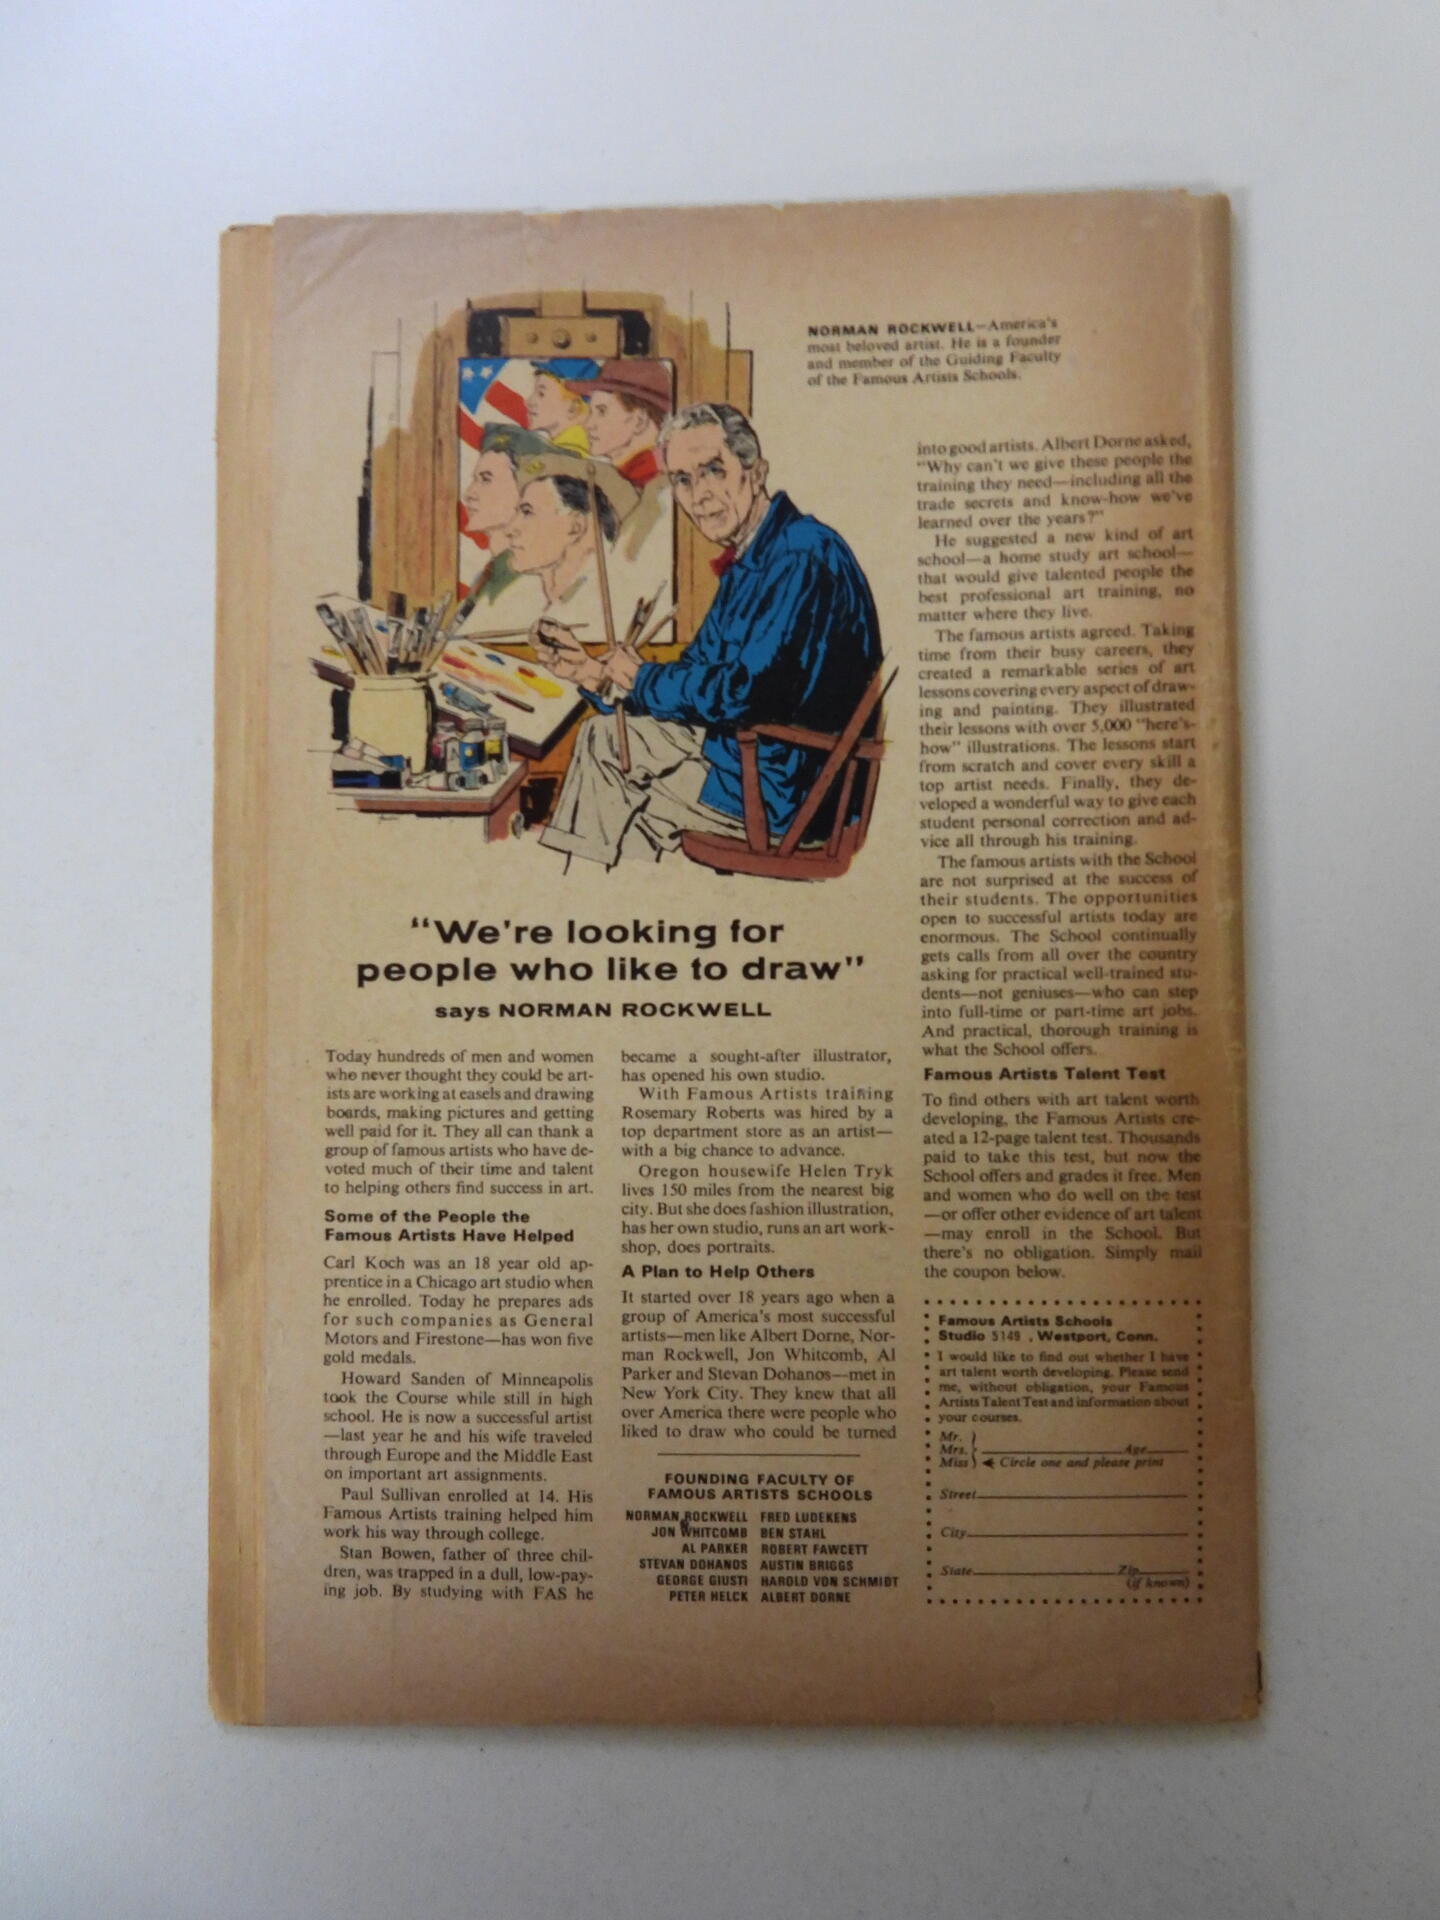 NORMAN ROCKWELL—America's
most beloved artist. He is a founder
and member of the Guiding Faculty
of the Famous Artists Schools.
"We're looking for
people who like to draw"
says NORMAN ROCKWELL
Today hundreds of men and women
who never thought they could be art-
ists are working at easels and drawing
boards, making pictures and getting
well paid for it. They all can thank a
group of famous artists who have de-
voted much of their time and talent
to helping others find success in art.
Some of the People the
Famous Artists Have Helped
Carl Koch was an 18 year old ap-
prentice in a Chicago art studio when
he enrolled. Today he prepares ads
for such companies as General
Motors and Firestone—has won five
gold medals.
Howard Sanden of Minneapolis
took the Course while still in high
school. He is now a successful artist
—last year he and his wife traveled
through Europe and the Middle East
on important art assignments.
Paul Sullivan enrolled at 14. His
Famous Artists training helped him
work his way through college.
Stan Bowen, father of three chil-
dren, was trapped in a dull, low-pay-
ing job. By studying with FAS he
became a sought-after illustrator,
has opened his own studio.
With Famous Artists training
Rosemary Roberts was hired by a
top department store as an artist—
with a big chance to advance.
Oregon housewife Helen Tryk
lives 150 miles from the nearest big
city. But she does fashion illustration,
has her own studio, runs an art work-
shop, does portraits.
A Plan to Help Others
It started over 18 years ago when a
group of America's most successful
artists—men like Albert Dorne, Nor-
man Rockwell, Jon Whitcomb, Al
Parker and Stevan Dohanos—met in
New York City. They knew that all
over America there were people who
liked to draw who could be turned
FOUNDING FACULTY OF
FAMOUS ARTISTS SCHOOLS
NORMAN ROCKWELL FRED LUDEKENS
JON WHITCOMB BEN STAHL
AL PARKER ROBERT FAWCETT
STEVAN DOHANOS AUSTIN BRIGGS
GEORGE GIUSTI HAROLD VON SCHMIDT
PETER HELCK ALBERT DORNE
into good artists. Albert Dorne asked,
"Why can't we give these people the
training they need—including all the
trade secrets and know-how we've
learned over the years?"
He suggested a new kind of art
school—a home study art school—
that would give talented people the
best professional art training, no
matter where they live.
The famous artists agreed. Taking
time from their busy careers, they
created a remarkable series of art
lessons covering every aspect of draw-
ing and painting. They illustrated
their lessons with over 5,000 "here's-
how" illustrations. The lessons start
from scratch and cover every skill a
top artist needs. Finally, they de-
veloped a wonderful way to give each
student personal correction and ad-
vice all through his training.
The famous artists with the School
are not surprised at the success of
their students. The opportunities
open to successful artists today are
enormous. The School continually
gets calls from all over the country
asking for practical well-trained stu-
dents—not geniuses—who can step
into full-time or part-time art jobs.
And practical, thorough training is
what the School offers.
Famous Artists Talent Test
To find others with art talent worth
developing, the Famous Artists cre-
ated a 12-page talent test. Thousands
paid to take this test, but now the
School offers and grades it free. Men
and women who do well on the test
—or offer other evidence of art talent
—may enroll in the School. But
there's no obligation. Simply mail
the coupon below.
Famous Artists Schools
Studio 5149 , Westport, Conn.
I would like to find out whether I have
art talent worth developing. Please send
me, without obligation, your Famous
Artists Talent Test and information about
your courses.
Mr.
Mrs. Age
Miss Circle one and please print
Street
City
State Zip
(if known)